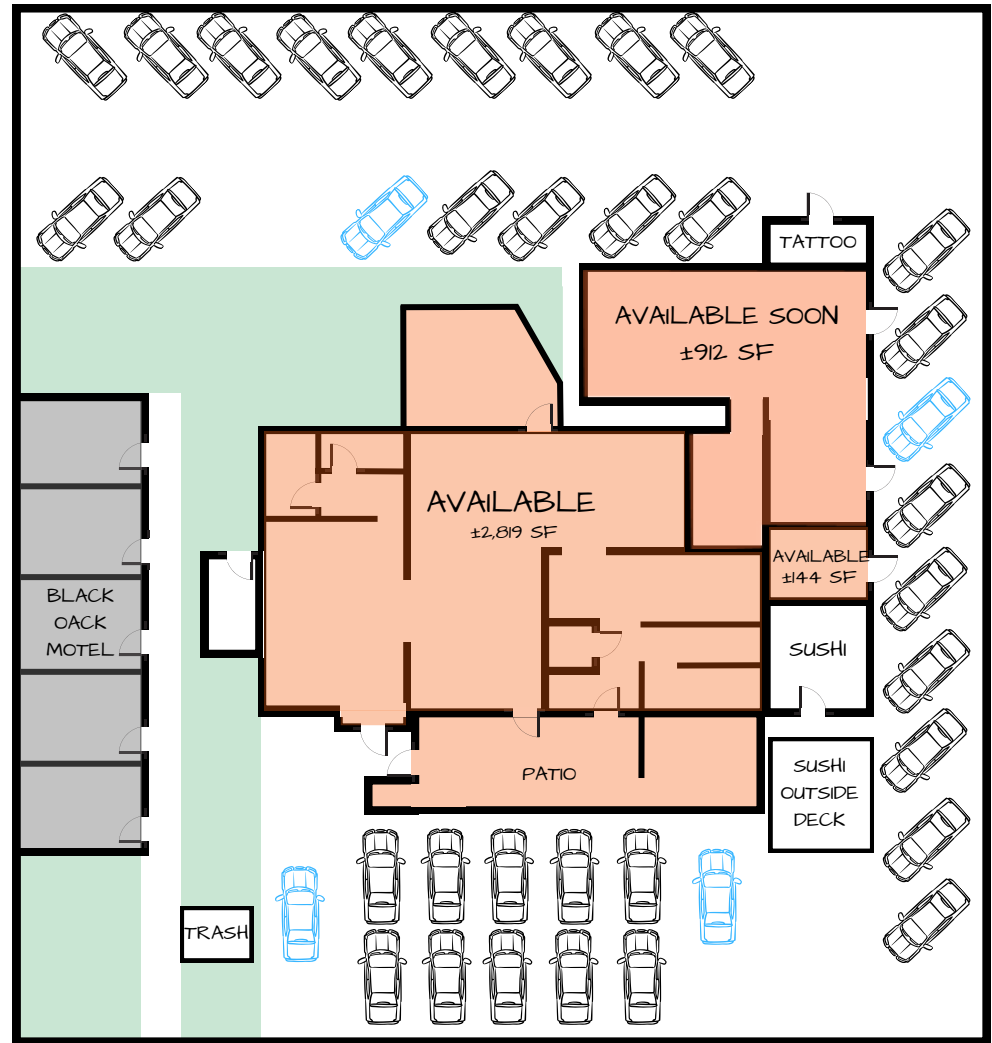 TATTOO
AVAILABLE SOON
±912 SF
AVAILABLE
±2,819 SF
AVAILABLE
±144 SF
BLACK
OACK
MOTEL
SUSHI
PATIO
SUSHI
OUTSIDE
DECK
TRASH